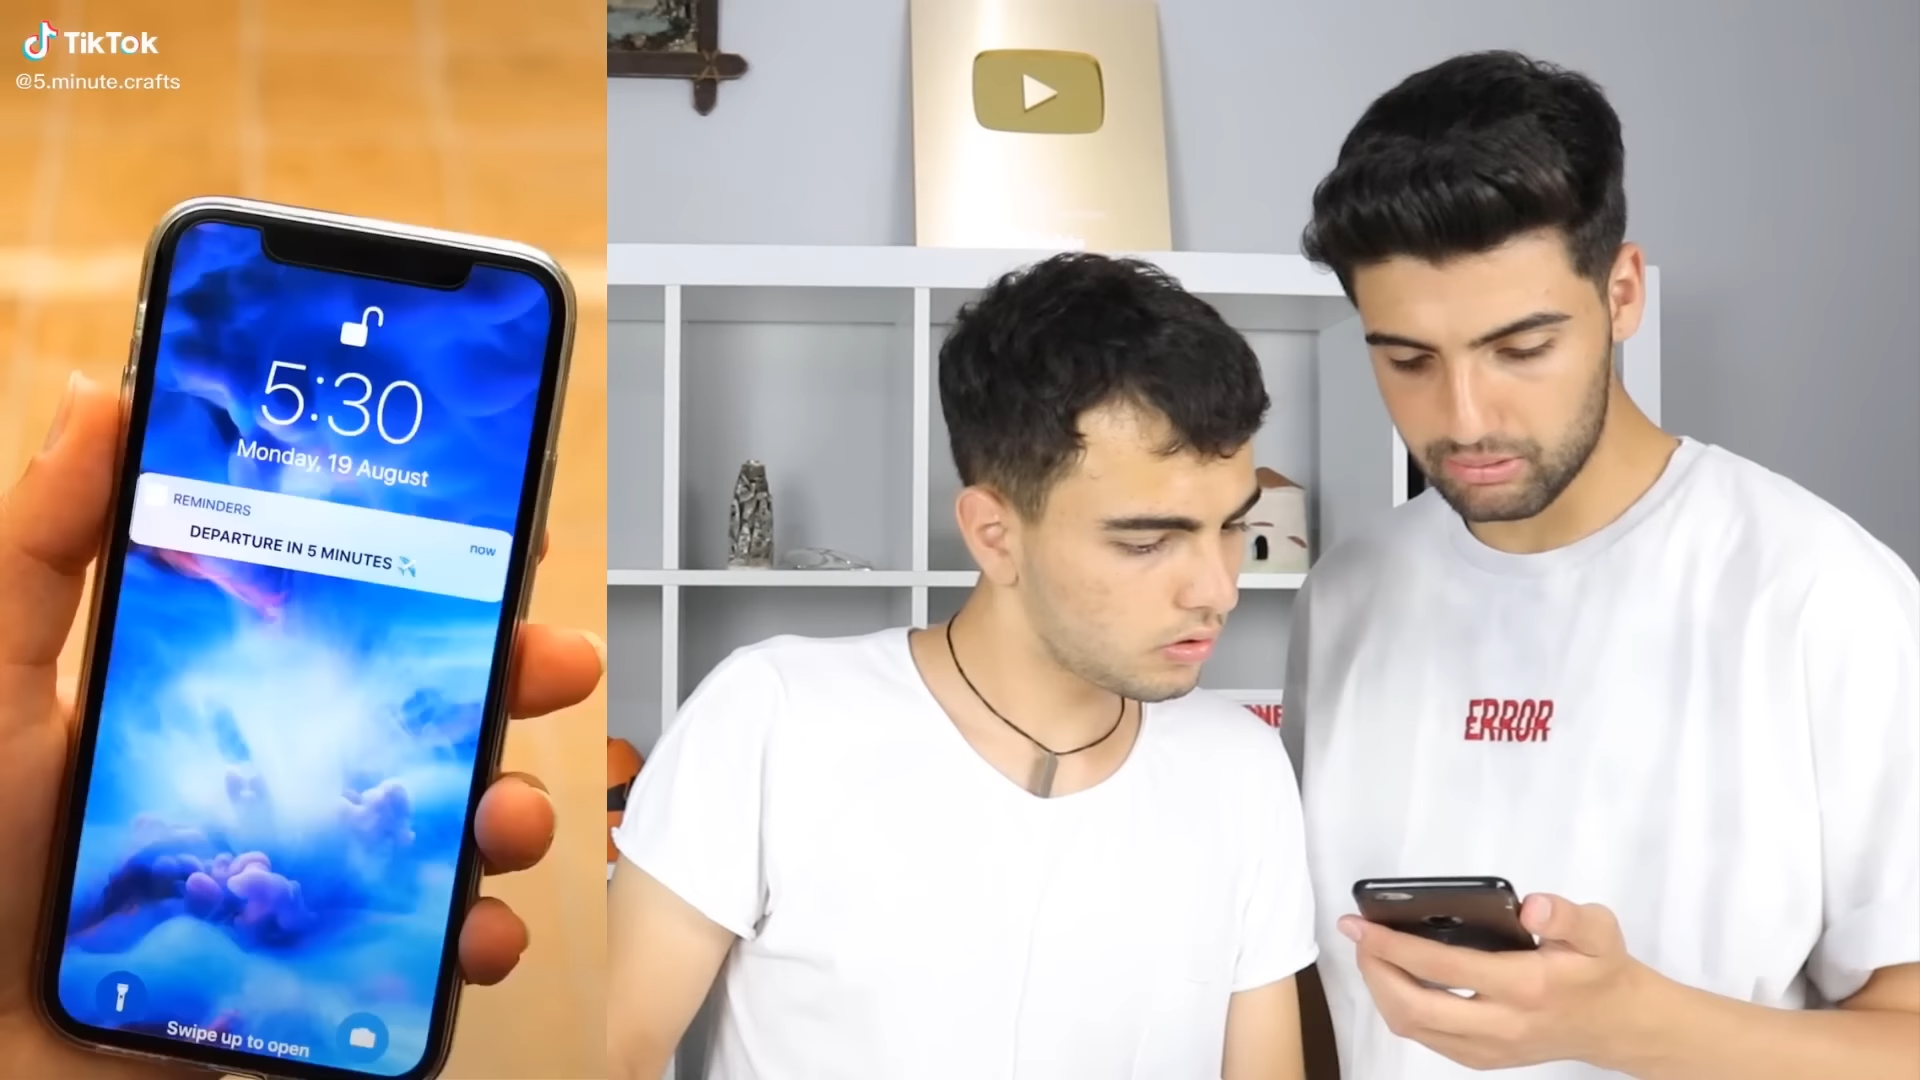 TikTok
@5.minute.crafts
5:30
Monday, 19 August
REMINDERS
now
DEPARTURE IN 5 MINUTES
Swipe up to open
ERROR